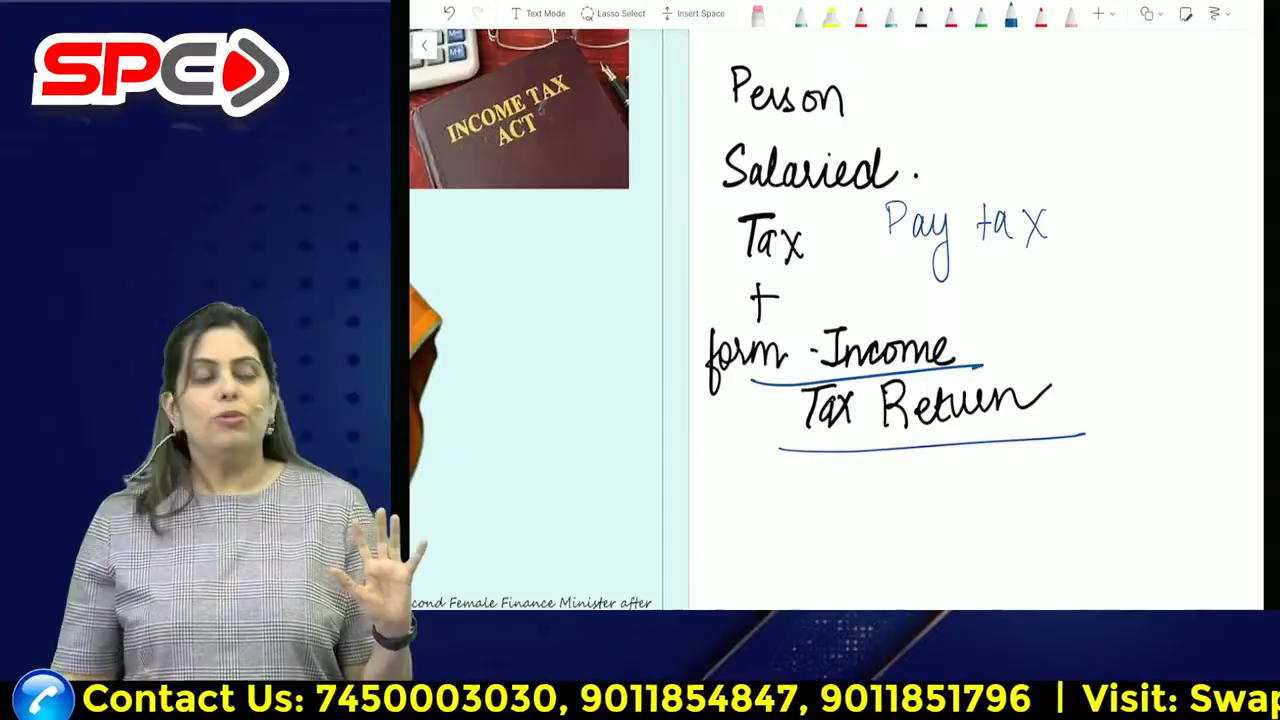 SPC
Text Mode
Lasso Select
Insert Space
INCOME TAX
ACT
Person
Salaried.
Tax
Pay tax
+
form - Income
Tax Return
cond Female Finance Minister after
Contact Us: 7450003030, 9011854847, 9011851796 | Visit: Swap